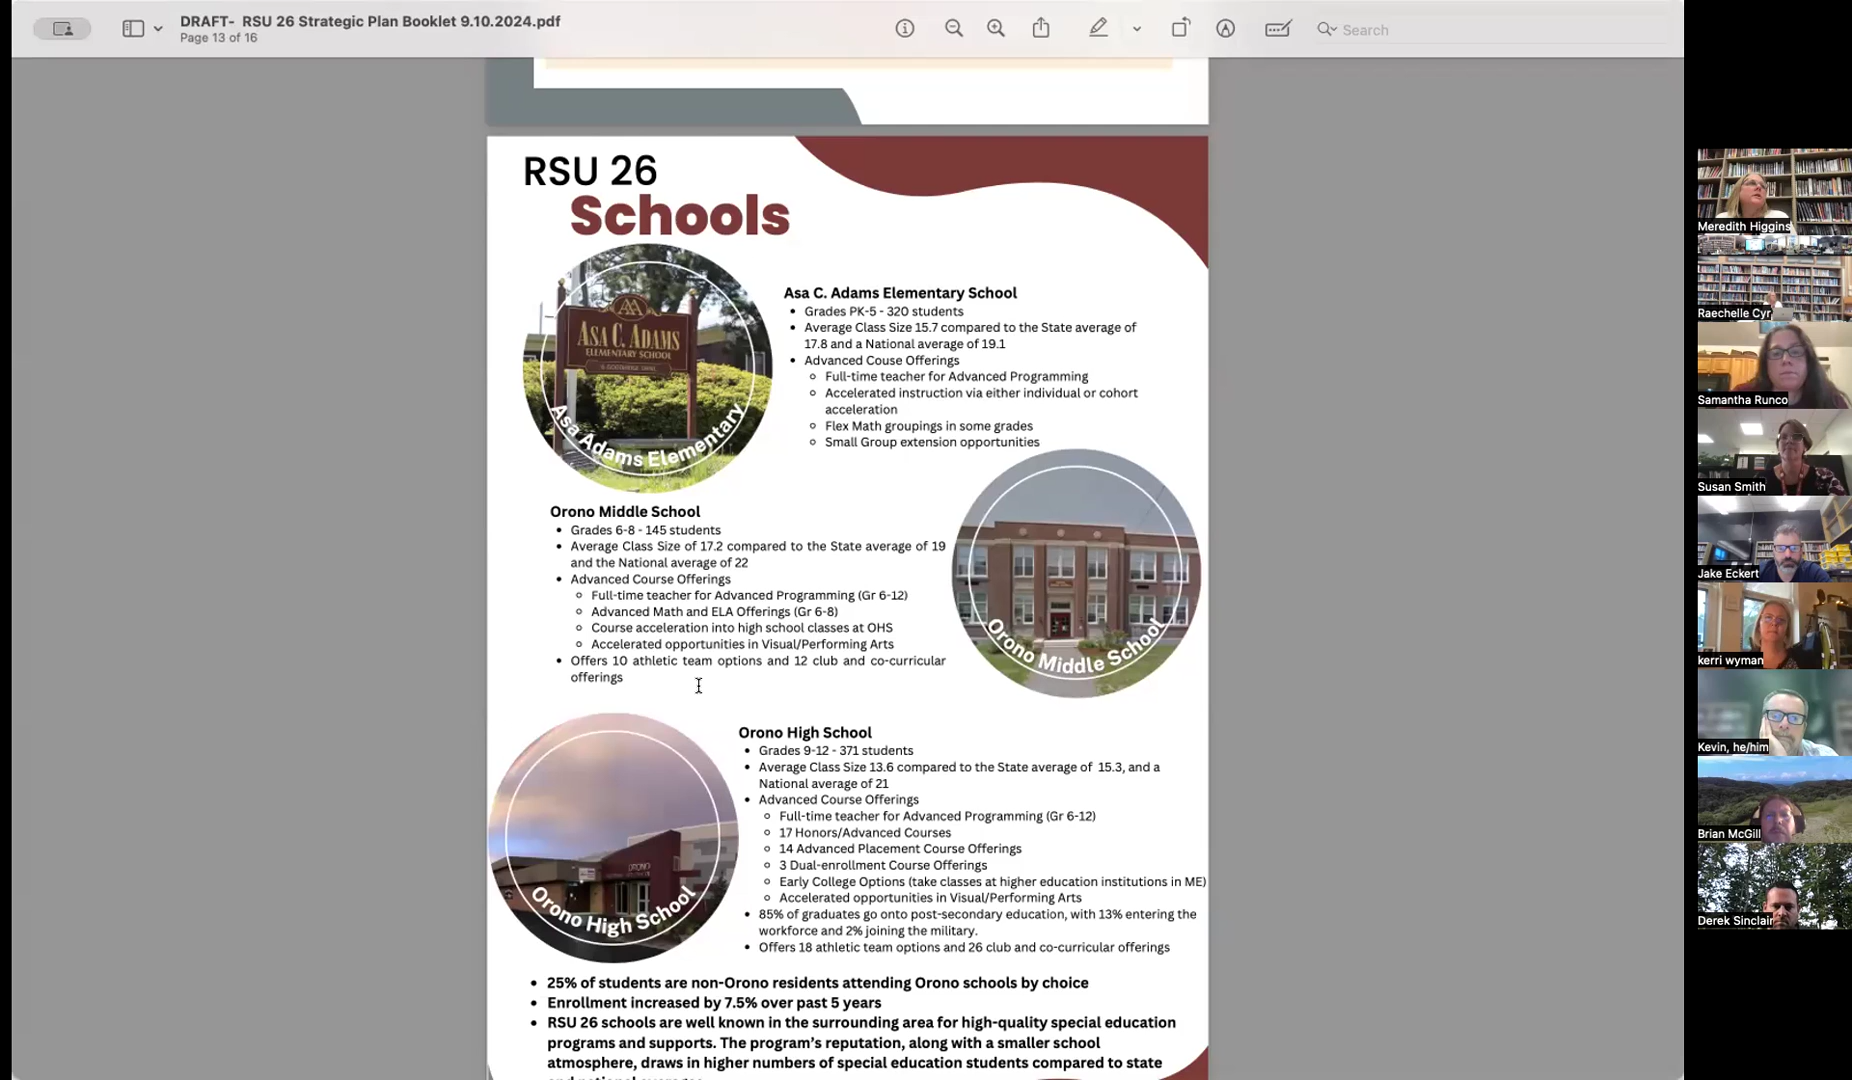 DRAFT-  RSU 26 Strategic Plan Booklet 9.10.2024.pdf
Page 13 of 16
Search
RSU 26
Schools
ASA C. ADAMS
ELEMENTARY SCHOOL
Asa Adams Elementary
Asa C. Adams Elementary School
• Grades PK-5 - 320 students
• Average Class Size 15.7 compared to the State average of
17.8 and a National average of 19.1
• Advanced Couse Offerings
◦ Full-time teacher for Advanced Programming
◦ Accelerated instruction via either individual or cohort
acceleration
◦ Flex Math groupings in some grades
◦ Small Group extension opportunities
Orono Middle School
• Grades 6-8 - 145 students
• Average Class Size of 17.2 compared to the State average of 19
and the National average of 22
• Advanced Course Offerings
◦ Full-time teacher for Advanced Programming (Gr 6-12)
◦ Advanced Math and ELA Offerings (Gr 6-8)
◦ Course acceleration into high school classes at OHS
◦ Accelerated opportunities in Visual/Performing Arts
• Offers 10 athletic team options and 12 club and co-curricular
offerings
Orono Middle School
Orono High School
Orono High School
• Grades 9-12 - 371 students
• Average Class Size 13.6 compared to the State average of 15.3, and a
National average of 21
• Advanced Course Offerings
◦ Full-time teacher for Advanced Programming (Gr 6-12)
◦ 17 Honors/Advanced Courses
◦ 14 Advanced Placement Course Offerings
◦ 3 Dual-enrollment Course Offerings
◦ Early College Options (take classes at higher education institutions in ME)
◦ Accelerated opportunities in Visual/Performing Arts
• 85% of graduates go onto post-secondary education, with 13% entering the
workforce and 2% joining the military.
• Offers 18 athletic team options and 26 club and co-curricular offerings
• 25% of students are non-Orono residents attending Orono schools by choice
• Enrollment increased by 7.5% over past 5 years
• RSU 26 schools are well known in the surrounding area for high-quality special education
programs and supports. The program's reputation, along with a smaller school
atmosphere, draws in higher numbers of special education students compared to state
Meredith Higgins
Raechelle Cyr
Samantha Runco
Susan Smith
Jake Eckert
kerri wyman
Kevin, he/him
Brian McGill
Derek Sinclair